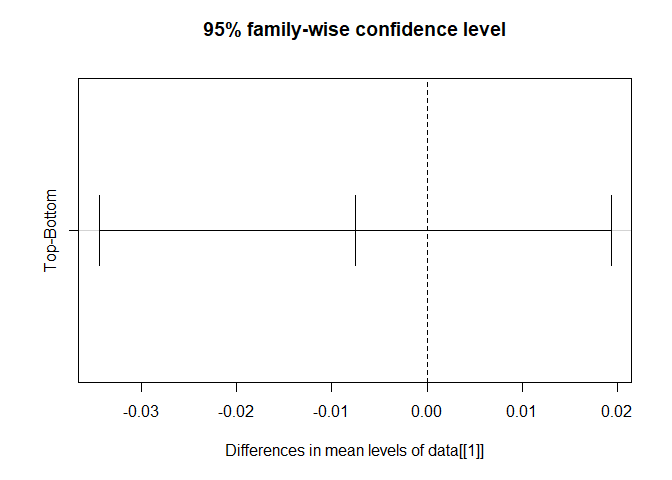 95% family-wise confidence level
Top-Bottom
-0.03 -0.02 -0.01 0.00 0.01 0.02
Differences in mean levels of data[[1]]